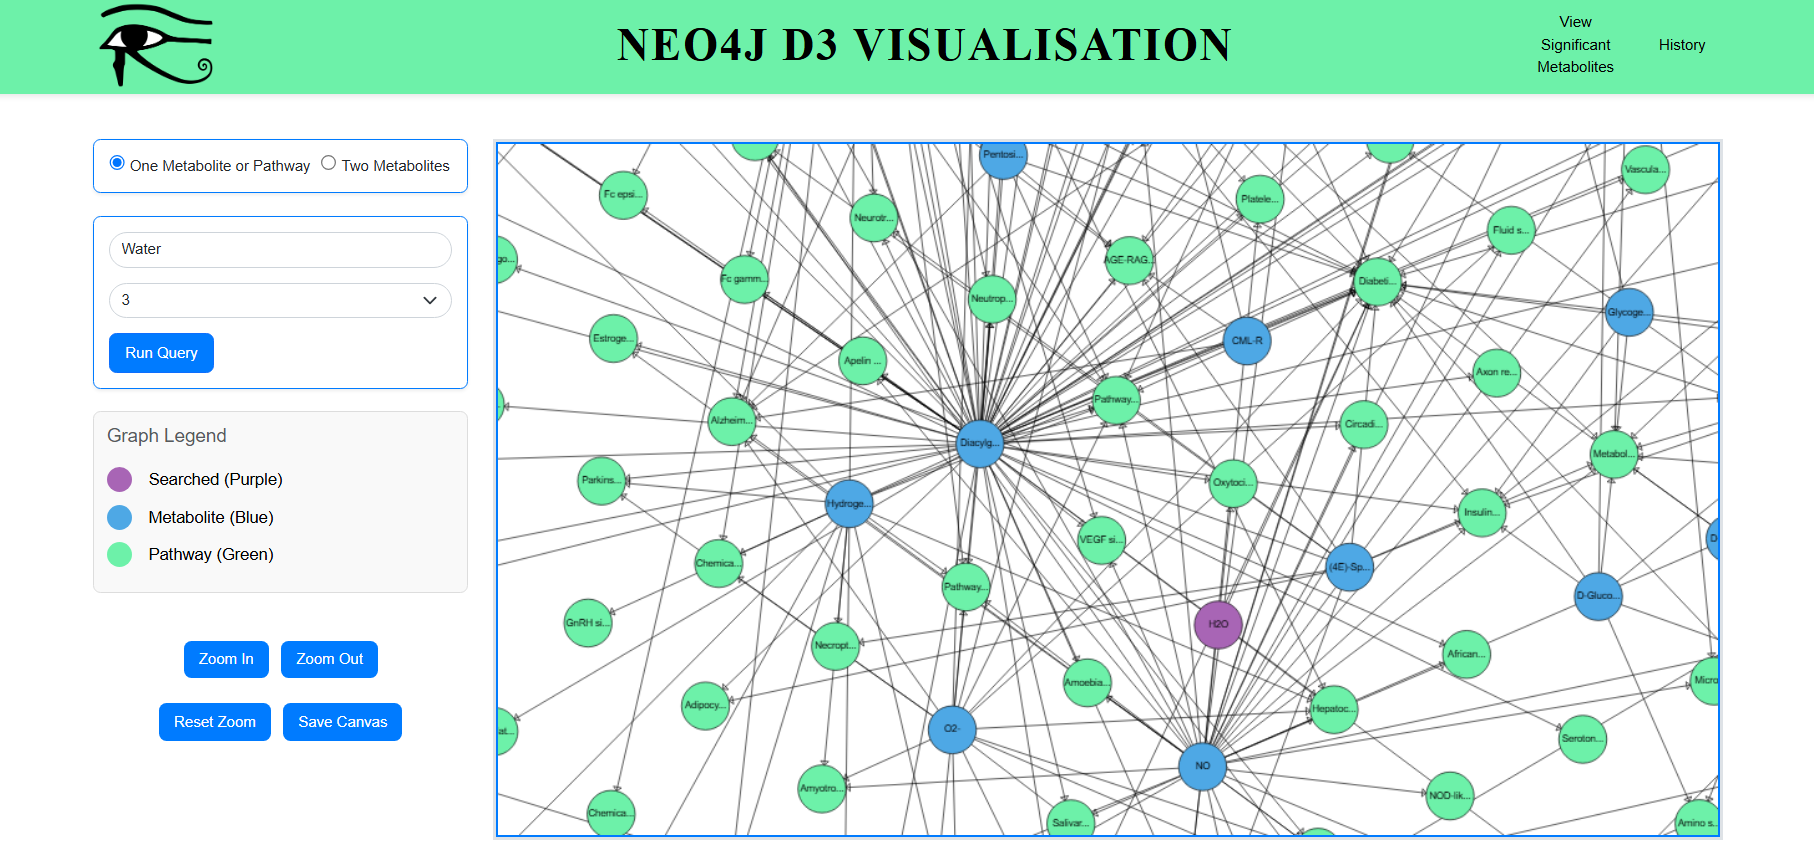 NEO4J D3 VISUALISATION
View
Significant
Metabolites
History
One Metabolite or Pathway
Two Metabolites
Water
3
Run Query
Graph Legend
Searched (Purple)
Metabolite (Blue)
Pathway (Green)
Zoom In
Zoom Out
Reset Zoom
Save Canvas
Pentosi...
Vascula...
Fc epsi...
Platele...
Neurotr...
Fluid s...
go...
AGE-RAG...
Fc gamm...
Diabeti...
Neutrop...
Glycoge...
Estroge...
CML-R
Apelin ...
Axon re...
Pathway...
Alzheim...
Circadi...
Diacylg...
Metabol...
Parkins...
Oxytoci...
Hydroge...
Insulin...
VEGF si...
D
Chemica...
(4E)-Sp...
Pathway...
D-Gluco...
GnRH si...
H2O
Necropt...
African...
Amoebia...
Micro
Adipocy...
Hepatoc...
at...
O2-
Seroton...
NO
Amyotro...
NOD-lik...
Chemica...
Salivar...
Amino s...